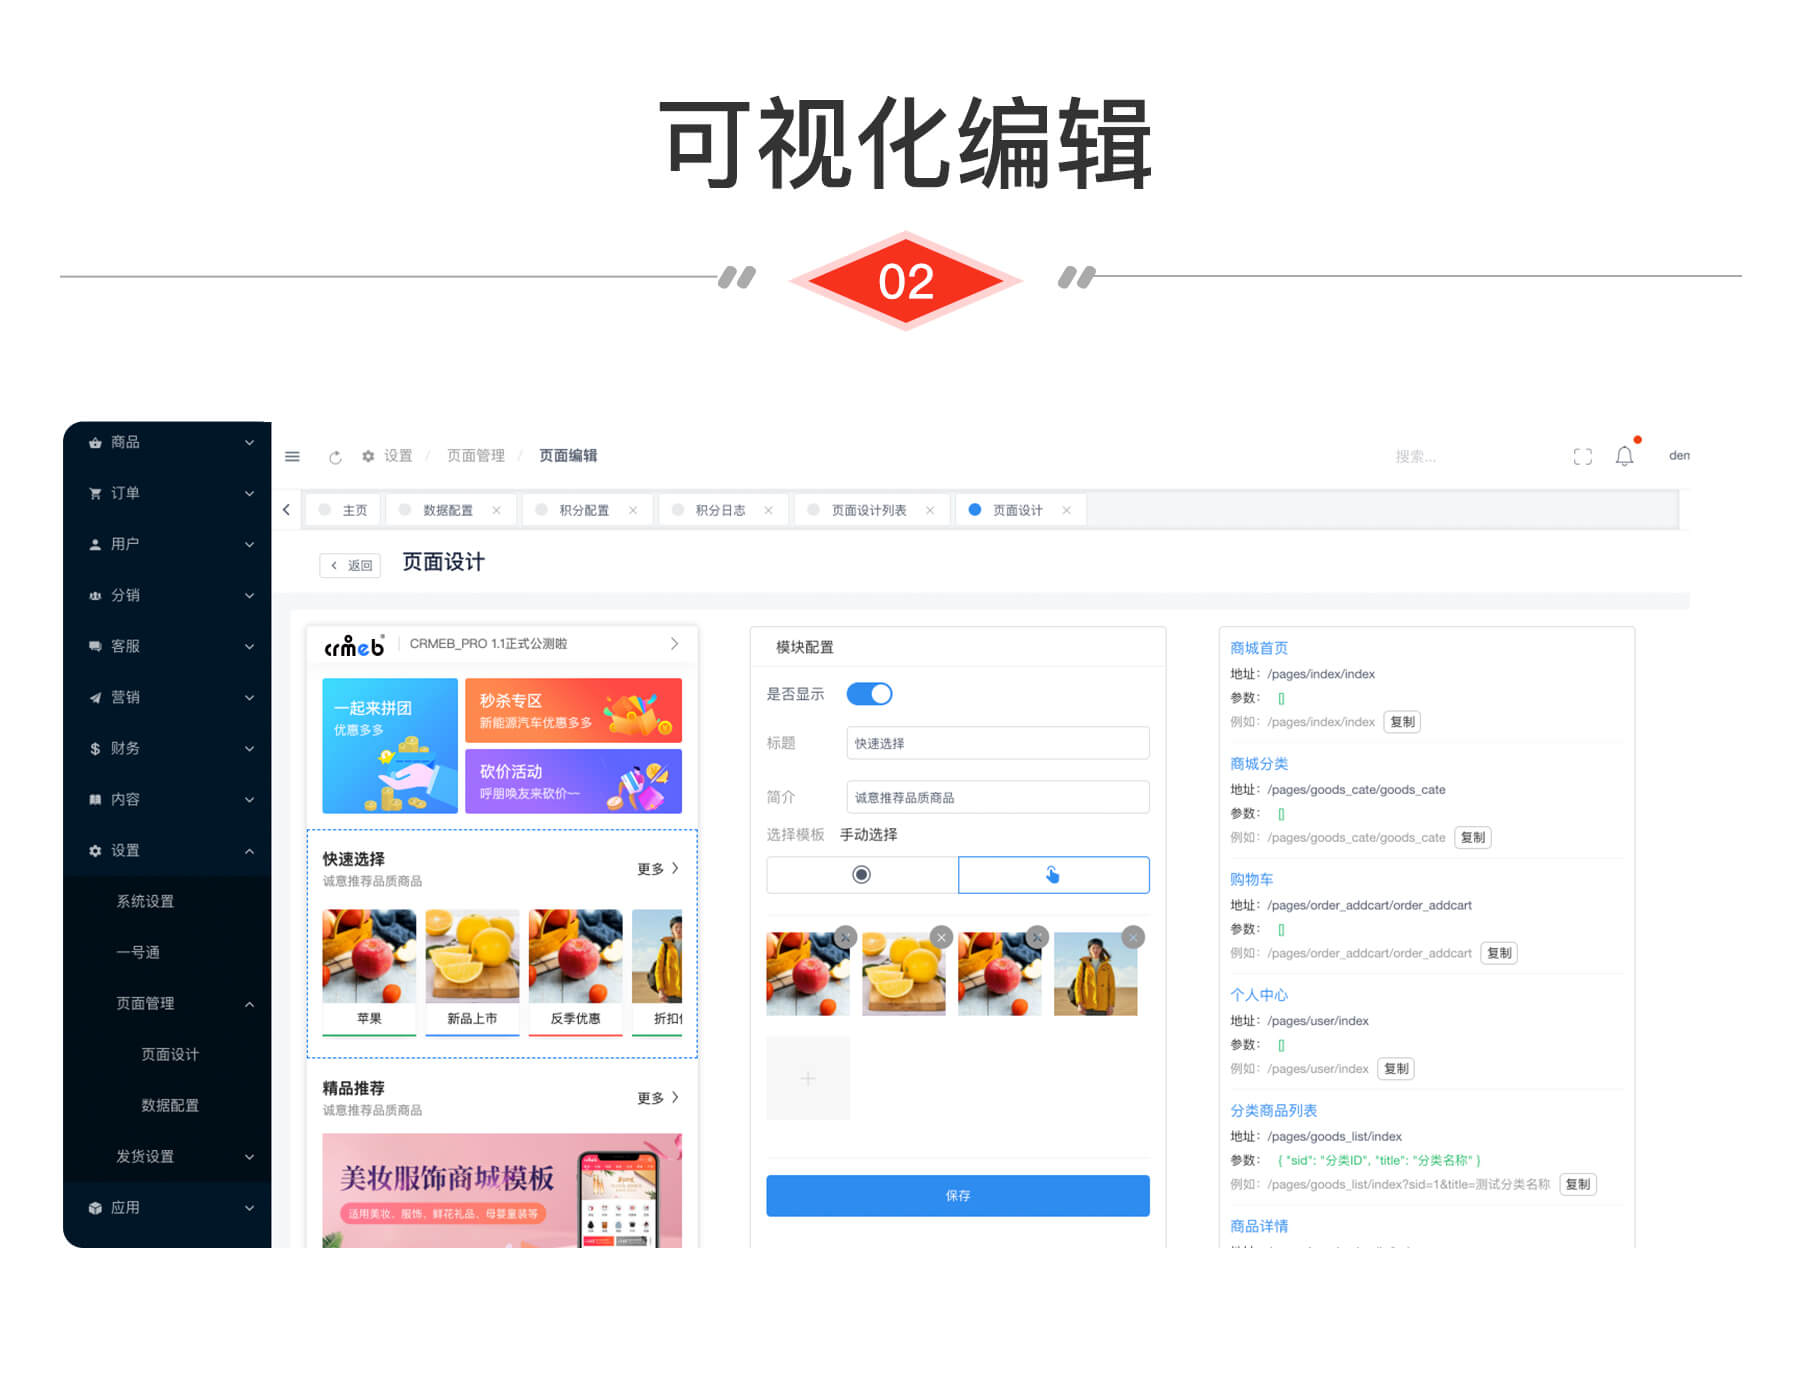 可视化编辑
02
商品
订单
用户
分销
客服
营销
财务
内容
设置
系统设置
一号通
页面管理
页面设计
数据配置
发货设置
应用
设置 / 页面管理 / 页面编辑
搜索...
主页
数据配置
积分配置
积分日志
页面设计列表
页面设计
返回
页面设计
crmeb
CRMEB_PRO 1.1正式公测啦
一起来拼团
优惠多多
秒杀专区
新能源汽车优惠多多
砍价活动
呼朋唤友来砍价~~
快速选择
诚意推荐品质商品
更多
苹果
新品上市
反季优惠
精品推荐
诚意推荐品质商品
更多
美妆服饰商城模板
适用美妆、服饰、鲜花礼品、母婴童装等
模块配置
是否显示
标题
快速选择
简介
诚意推荐品质商品
选择模板 手动选择
保存
商城首页
地址: /pages/index/index
参数: []
例如: /pages/index/index 复制
商城分类
地址: /pages/goods_cate/goods_cate
参数: []
例如: /pages/goods_cate/goods_cate 复制
购物车
地址: /pages/order_addcart/order_addcart
参数: []
例如: /pages/order_addcart/order_addcart 复制
个人中心
地址: /pages/user/index
参数: []
例如: /pages/user/index 复制
分类商品列表
地址: /pages/goods_list/index
参数: { "sid": "分类ID", "title": "分类名称" }
例如: /pages/goods_list/index?sid=1&title=测试分类名称 复制
商品详情